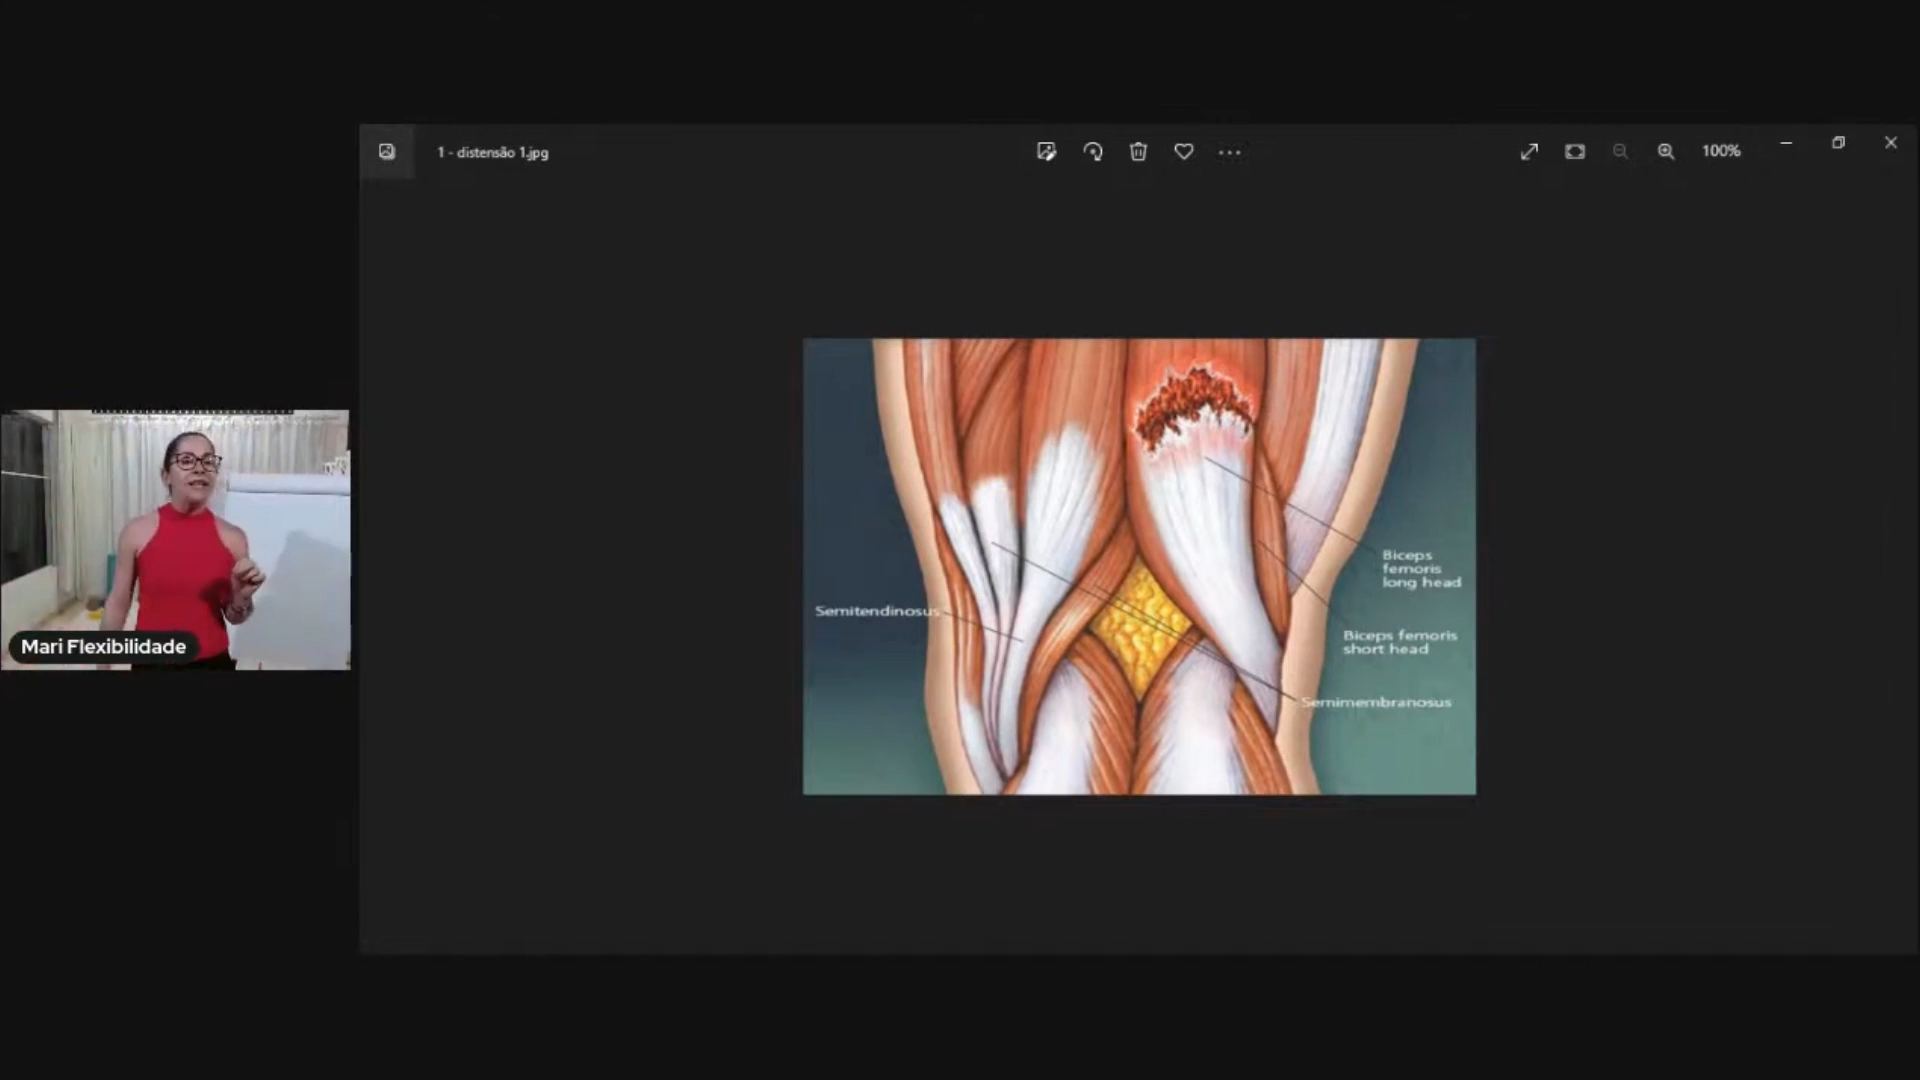 1 - distensão 1.jpg
100%
Biceps
femoris
long head
Semitendinosus
Biceps femoris
short head
Semimembranosus
Mari Flexibilidade